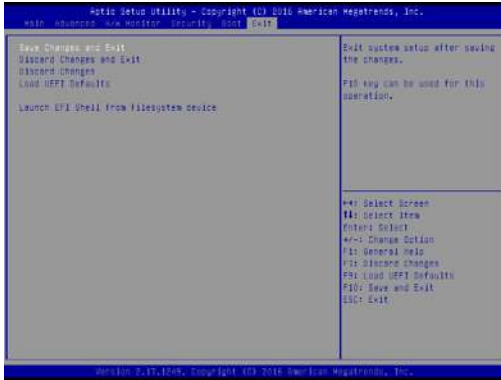 Aptio Setup Utility - Copyright (C) 2016 American Megatrends, Inc.
Main Advanced H/W Monitor Security Boot Exit
Save Changes and Exit
Discard Changes and Exit
Discard Changes
Load UEFI Defaults
Launch EFI Shell from filesystem device
Exit system setup after saving
the changes.
F10 key can be used for this
operation.
→←: Select Screen
↑↓: Select Item
Enter: Select
+/-: Change Option
F1: General Help
F7: Discard Changes
F9: Load UEFI Defaults
F10: Save and Exit
ESC: Exit
Version 2.17.1249. Copyright (C) 2016 American Megatrends, Inc.